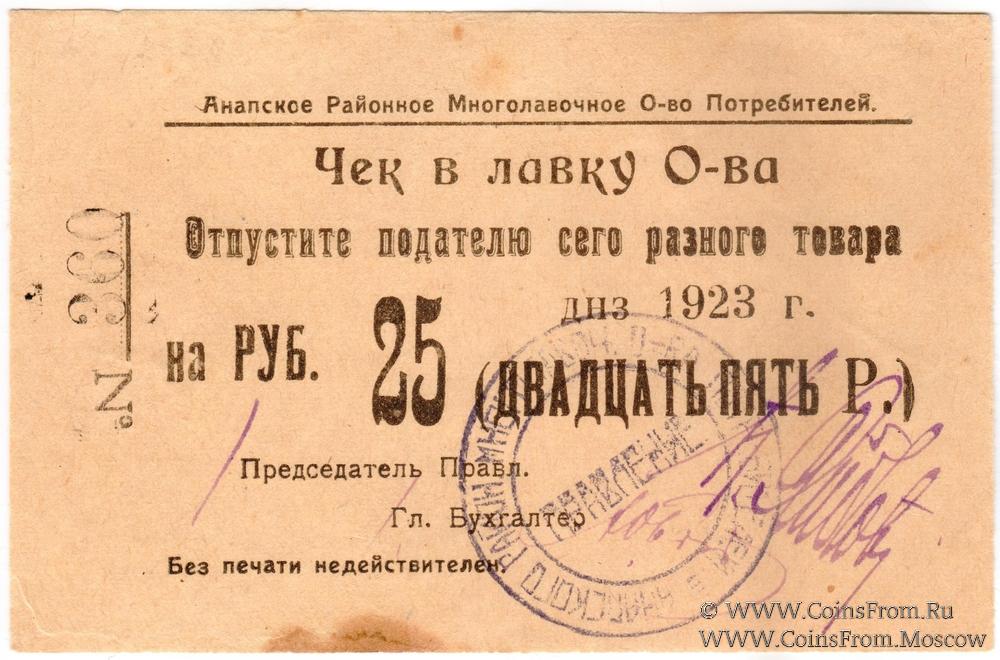 Анапское Районное Многолавочное О-во Потребителей.
Чек в лавку О-ва
Отпустите подателю сего разного товара
№ 360
днз 1923 г.
на РУБ. 25 (ДВАДЦАТЬ ПЯТЬ Р.)
Председатель Правл.
Гл. Бухгалтер
Без печати недействителен.
ПРАВЛЕНИЕ
© WWW.CoinsFrom.Ru
WWW.CoinsFrom.Moscow